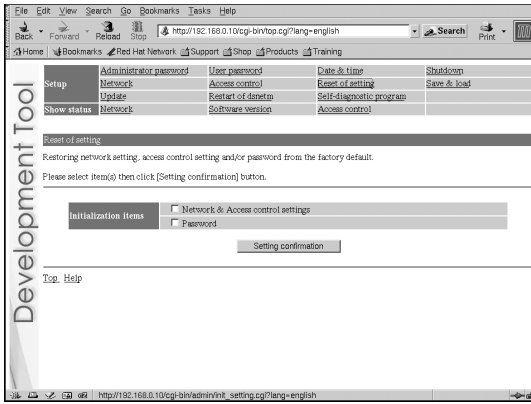 File Edit View Search Go Bookmarks Tasks Help
Back Forward Reload Stop http://192.168.0.10/cgi-bin/top.cgi?lang=english Search Print
Home Bookmarks Red Hat Network Support Shop Products Training
Development Tool
Setup Administrator password User password Date & time Shutdown
Network Access control Reset of setting Save & load
Update Restart of dsnetm Self-diagnostic program
Show status Network Software version Access control
Reset of setting
Restoring network setting, access control setting and/or password from the factory default.
Please select item(s) then click [Setting confirmation] button.
Initialization items Network & Access control settings
Password
Setting confirmation
Top Help
http://192.168.0.10/cgi-bin/admin/init_setting.cgi?lang=english